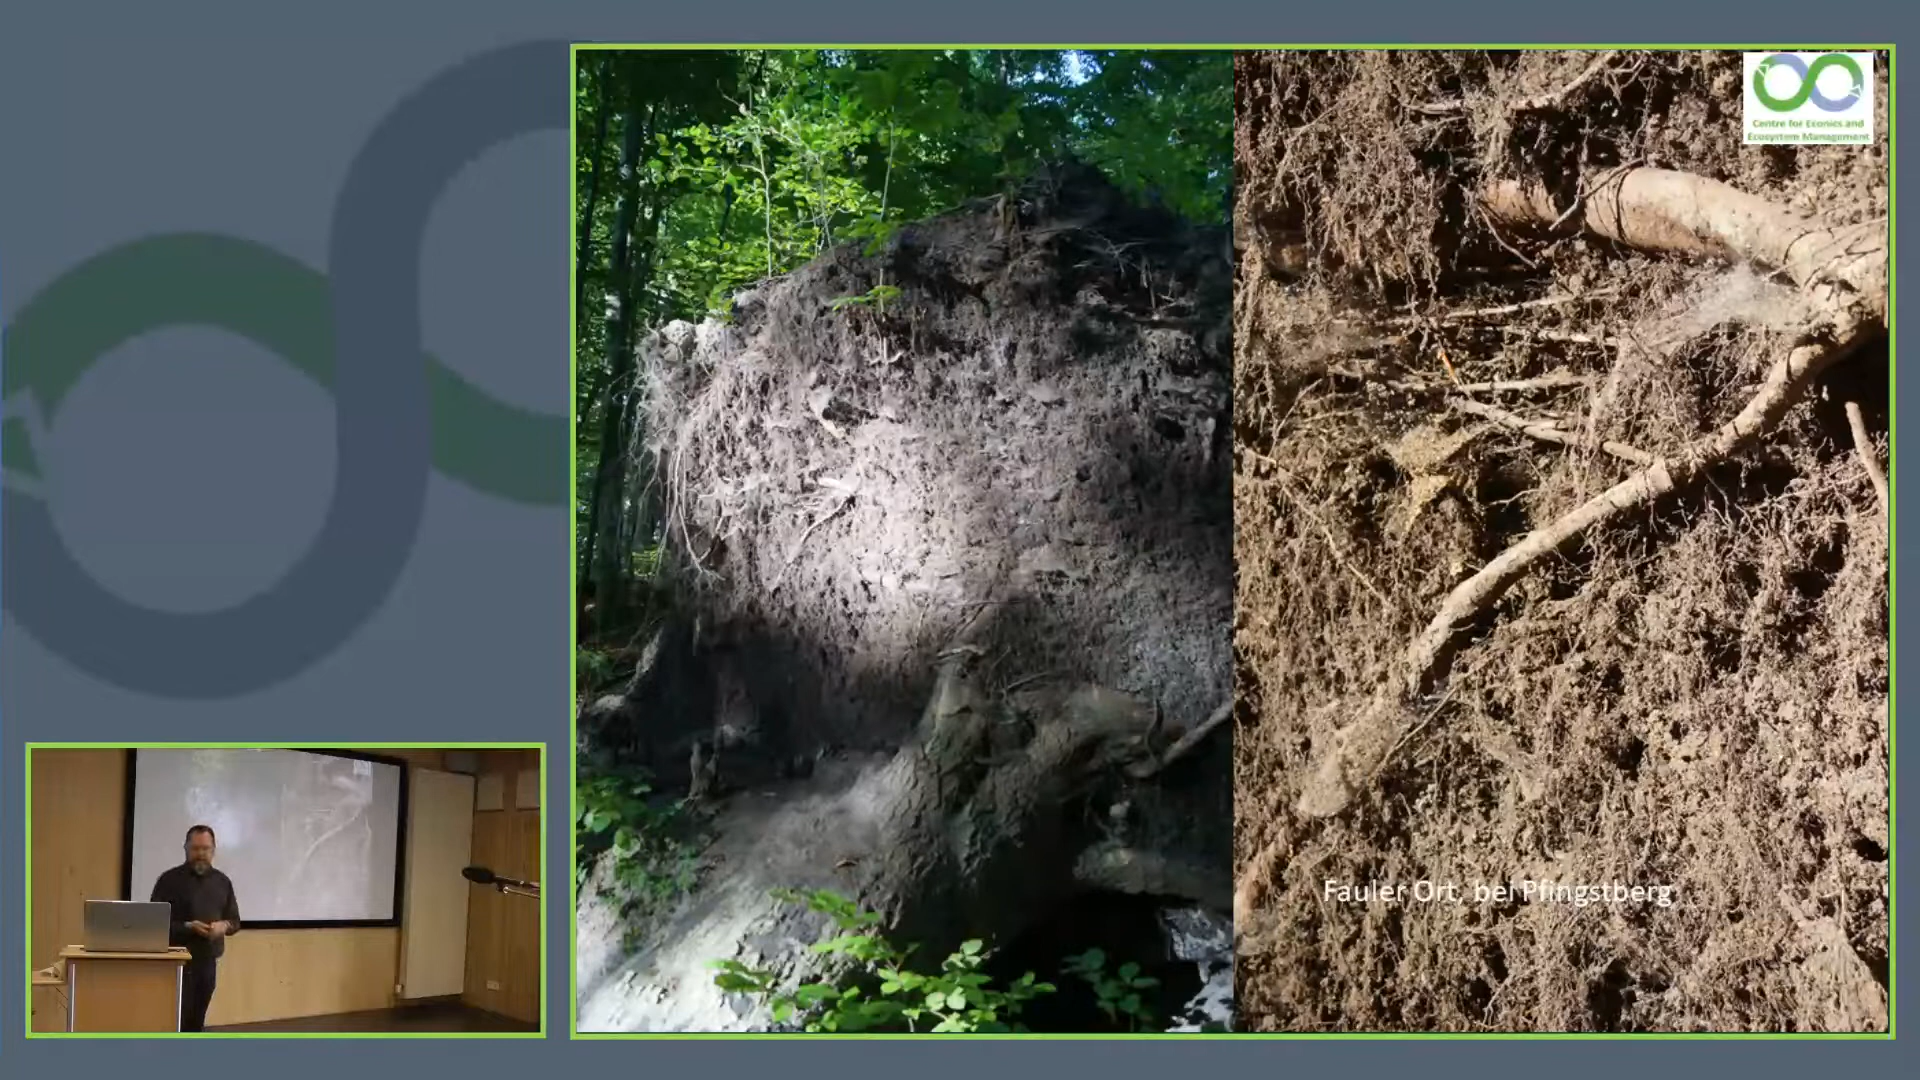 Centre for Econics and
Ecosystem Management
Fauler Ort, bei Pfingstberg